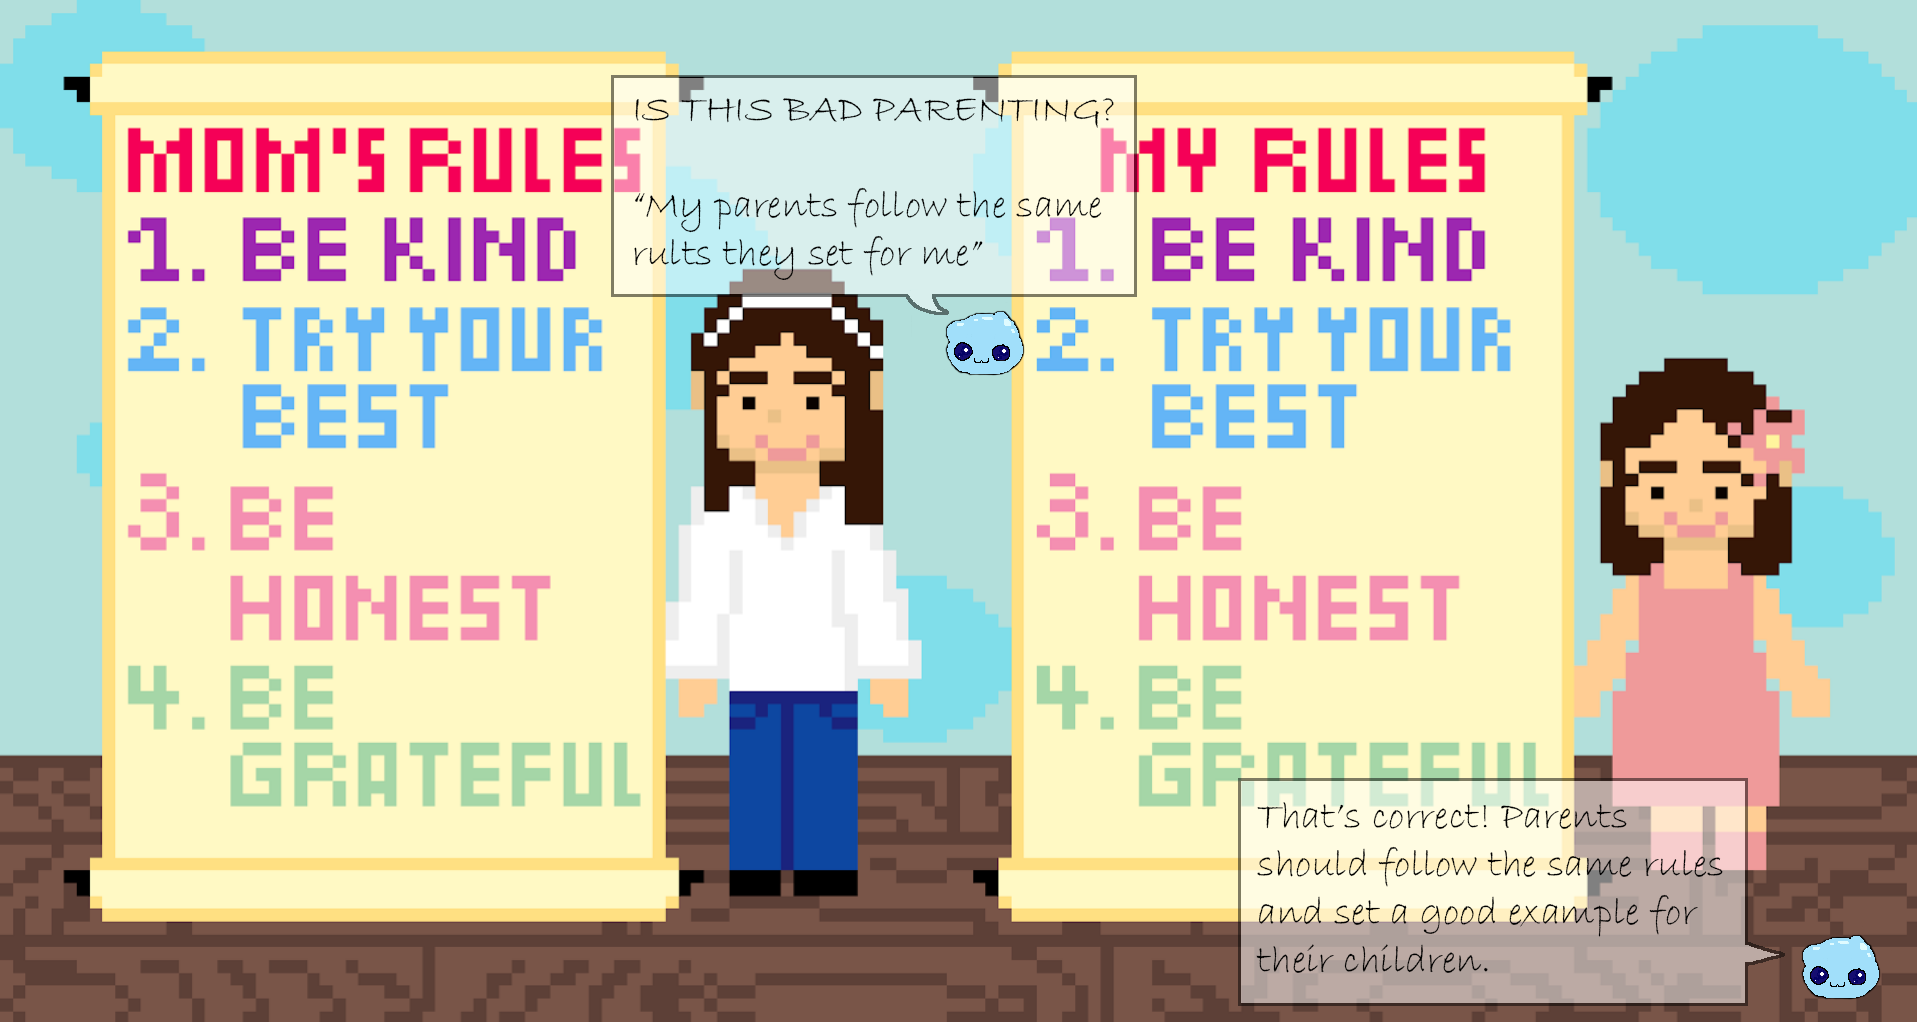 MOM'S RULES
1. BE KIND
2. TRY YOUR
BEST
3. BE
HONEST
4. BE
GRATEFUL
IS THIS BAD PARENTING?
“My parents follow the same
rults they set for me”
MY RULES
1. BE KIND
2. TRY YOUR
BEST
3. BE
HONEST
4. BE
GRATEFUL
That's correct! Parents
should follow the same rules
and set a good example for
their children.